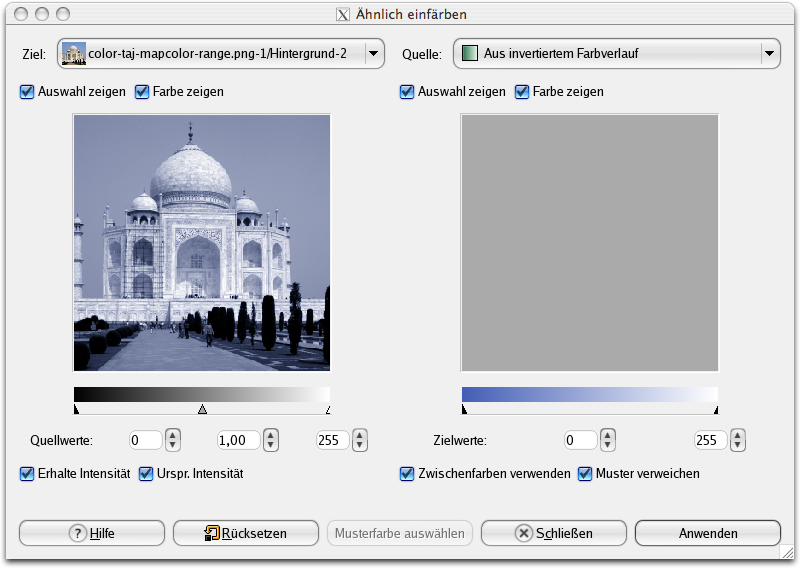 Ähnlich einfärben
Ziel: color-taj-mapcolor-range.png-1/Hintergrund-2 Quelle: Aus invertiertem Farbverlauf
Auswahl zeigen Farbe zeigen Auswahl zeigen Farbe zeigen
Quellwerte: 0 1,00 255 Zielwerte: 0 255
Erhalte Intensität Urspr. Intensität Zwischenfarben verwenden Muster verweichen
Hilfe Rücksetzen Musterfarbe auswählen Schließen Anwenden